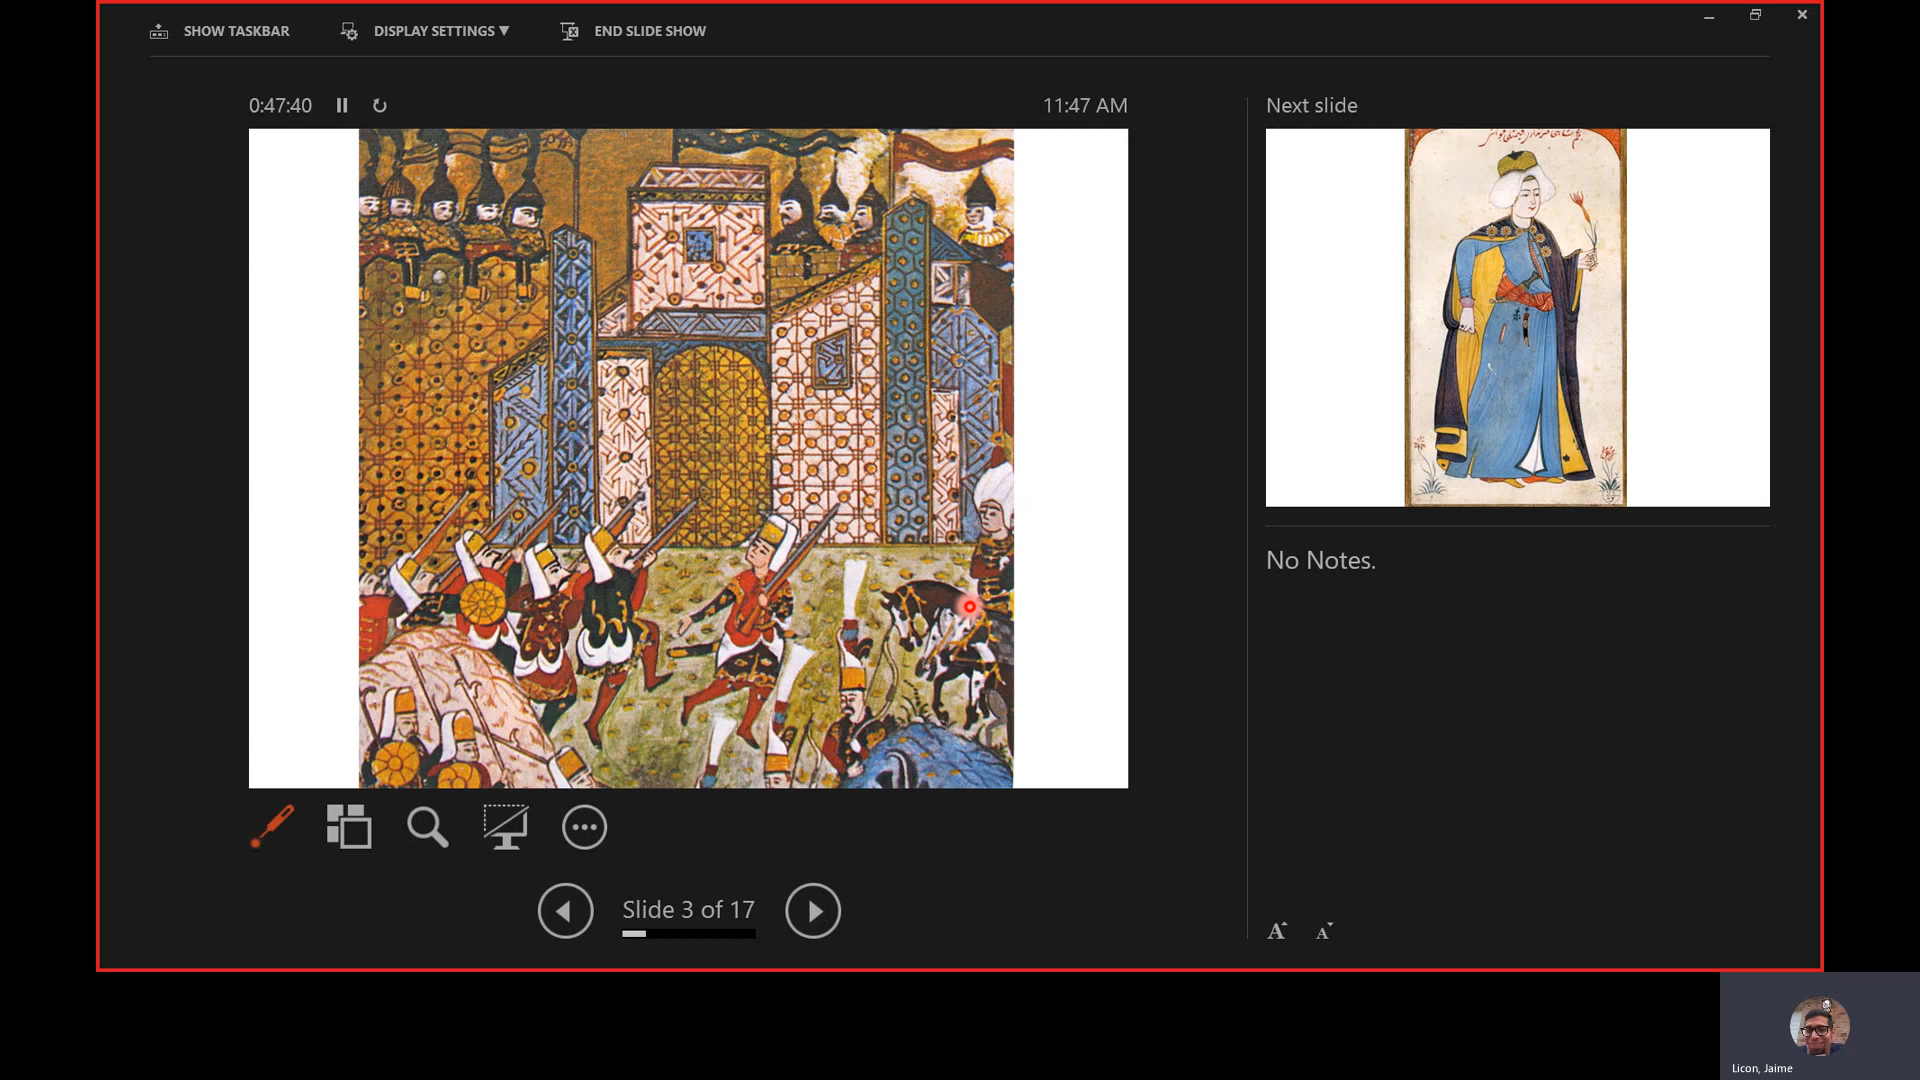 SHOW TASKBAR
DISPLAY SETTINGS ▼
END SLIDE SHOW
0:47:40
11:47 AM
Next slide
No Notes.
Slide 3 of 17
A A
Licon, Jaime